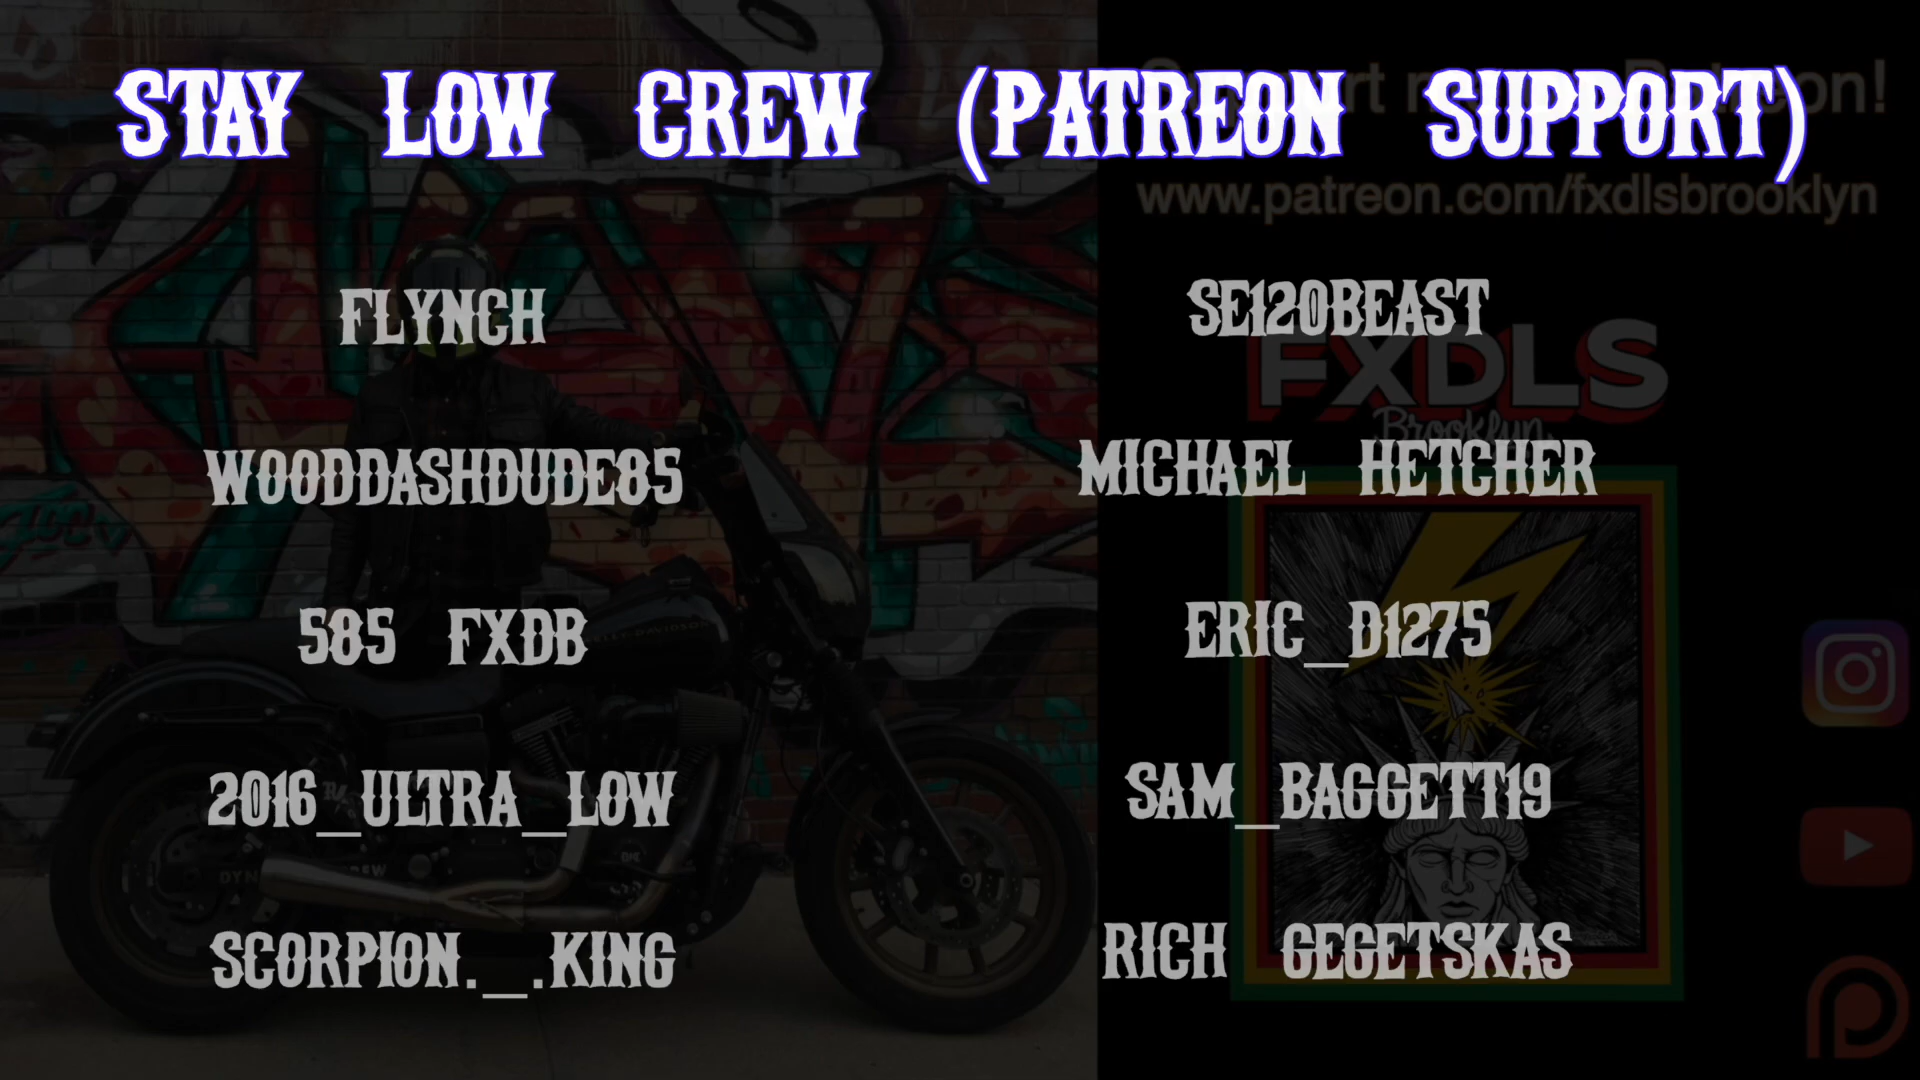 STAY LOW CREW (PATREON SUPPORT)
www.patreon.com/fxdlsbrooklyn
FLYNCH
SE120BEAST
FXDLS
Brooklyn
WOODDASHDUDE85
MICHAEL HETCHER
585 FXDB
ERIC_D1275
2016_ULTRA_LOW
SAM_BAGGETT19
SCORPION._.KING
RICH GEGETSKAS